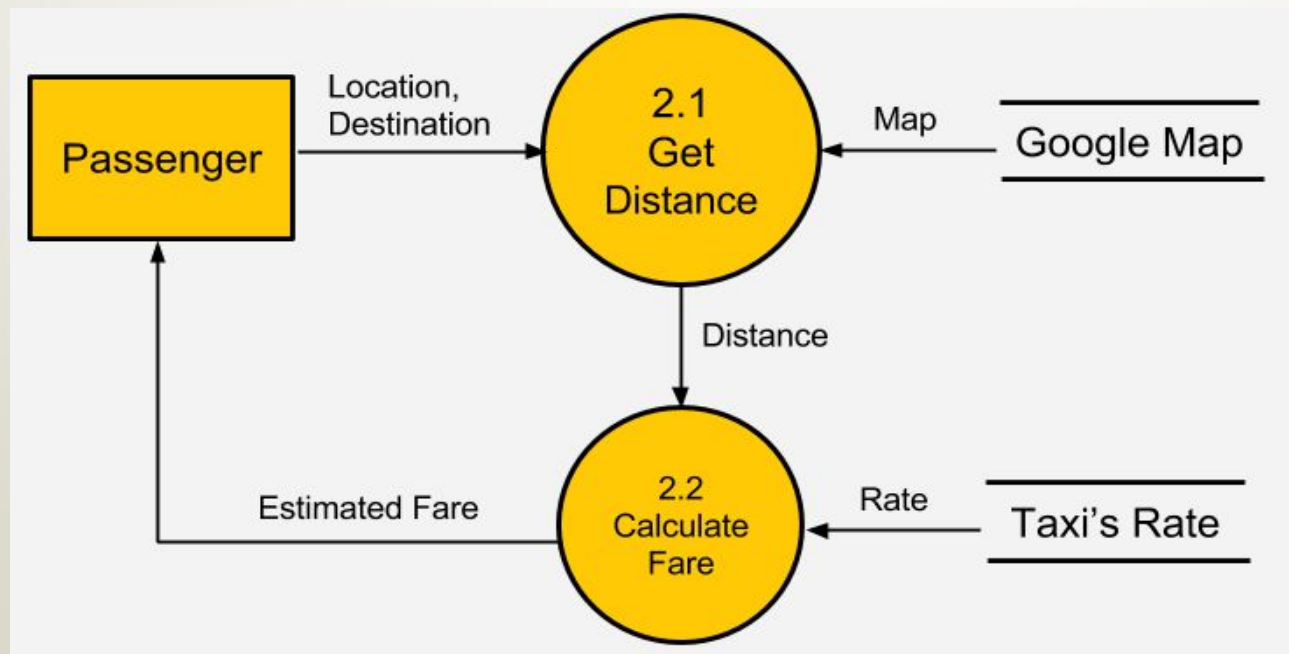 Passenger
Location,
Destination
2.1
Get
Distance
Map
Google Map
Distance
Estimated Fare
2.2
Calculate
Fare
Rate
Taxi’s Rate